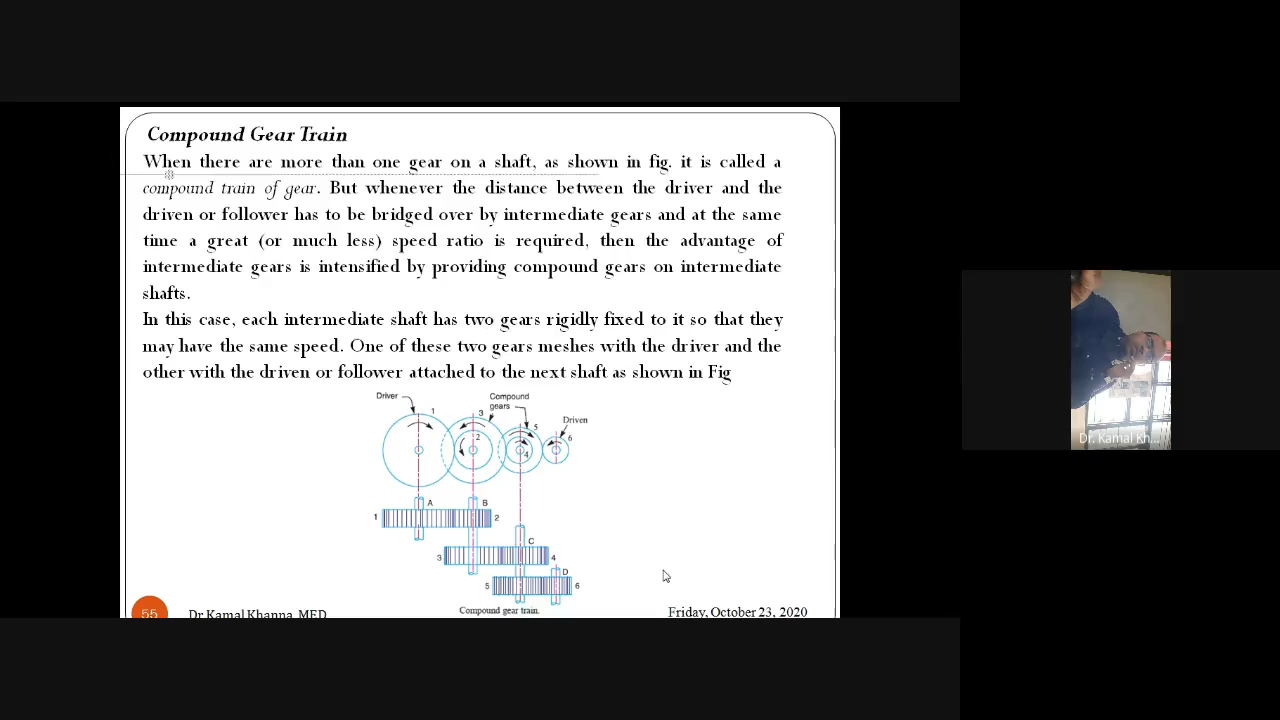 Compound Gear Train
When there are more than one gear on a shaft, as shown in fig. it is called a
compound train of gear. But whenever the distance between the driver and the
driven or follower has to be bridged over by intermediate gears and at the same
time a great (or much less) speed ratio is required, then the advantage of
intermediate gears is intensified by providing compound gears on intermediate
shafts.
In this case, each intermediate shaft has two gears rigidly fixed to it so that they
may have the same speed. One of these two gears meshes with the driver and the
other with the driven or follower attached to the next shaft as shown in Fig
Driver
Compound
gears
Driven
1
3
2
5
4
6
A
B
1
2
C
3
4
D
5
6
Compound gear train.
55
Dr Kamal Khanna, MED
Friday, October 23, 2020
Dr. Kamal Kh...